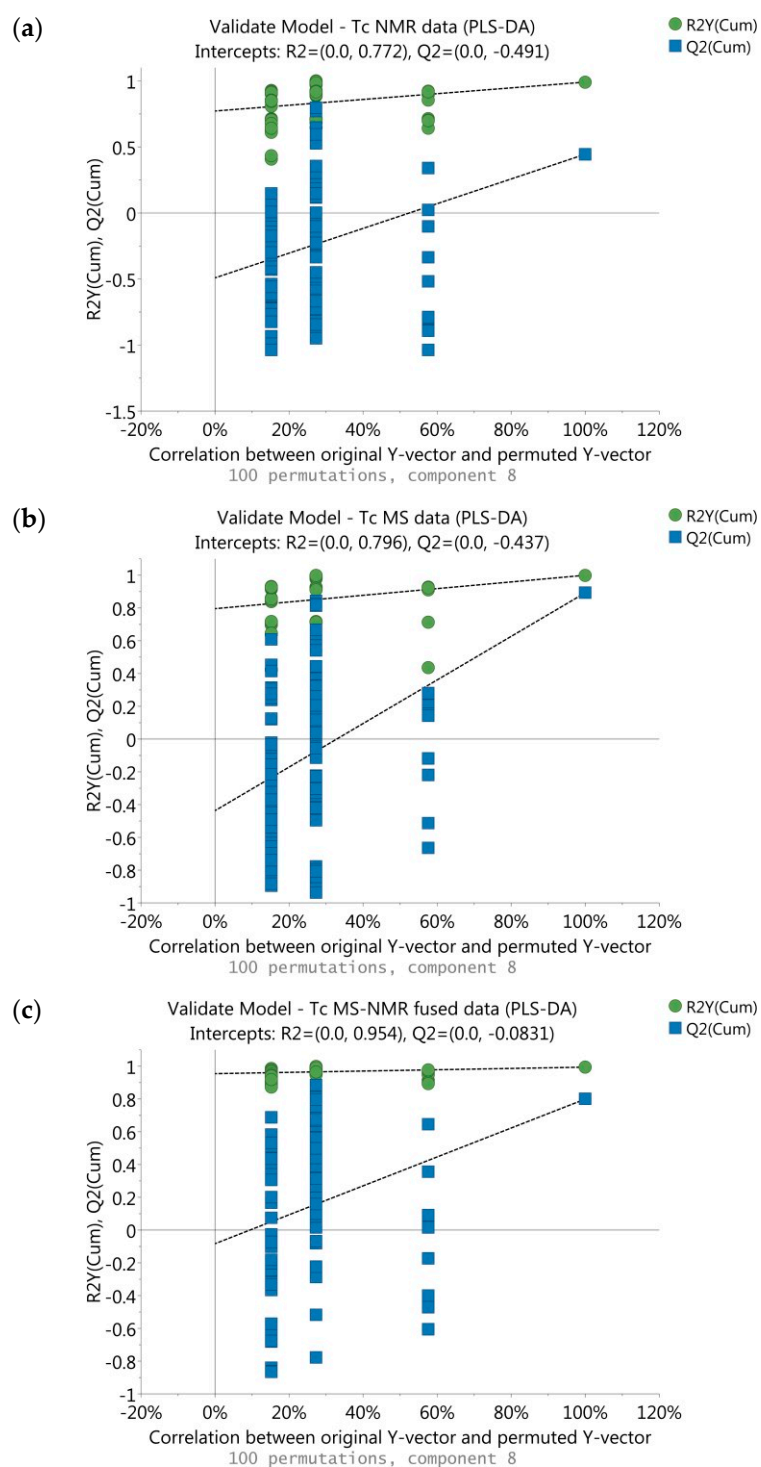 (a)
Validate Model - Tc NMR data (PLS-DA)
Intercepts: R2=(0.0, 0.772), Q2=(0.0, -0.491)
R2Y(Cum)
Q2(Cum)
R2Y(Cum), Q2(Cum)
1
0.5
0
-0.5
-1
-1.5
-20% 0% 20% 40% 60% 80% 100% 120%
Correlation between original Y-vector and permuted Y-vector
100 permutations, component 8
(b)
Validate Model - Tc MS data (PLS-DA)
Intercepts: R2=(0.0, 0.796), Q2=(0.0, -0.437)
R2Y(Cum)
Q2(Cum)
R2Y(Cum), Q2(Cum)
1
0.8
0.6
0.4
0.2
0
-0.2
-0.4
-0.6
-0.8
-1
-20% 0% 20% 40% 60% 80% 100% 120%
Correlation between original Y-vector and permuted Y-vector
100 permutations, component 8
(c)
Validate Model - Tc MS-NMR fused data (PLS-DA)
Intercepts: R2=(0.0, 0.954), Q2=(0.0, -0.0831)
R2Y(Cum)
Q2(Cum)
R2Y(Cum), Q2(Cum)
1
0.8
0.6
0.4
0.2
0
-0.2
-0.4
-0.6
-0.8
-1
-20% 0% 20% 40% 60% 80% 100% 120%
Correlation between original Y-vector and permuted Y-vector
100 permutations, component 8